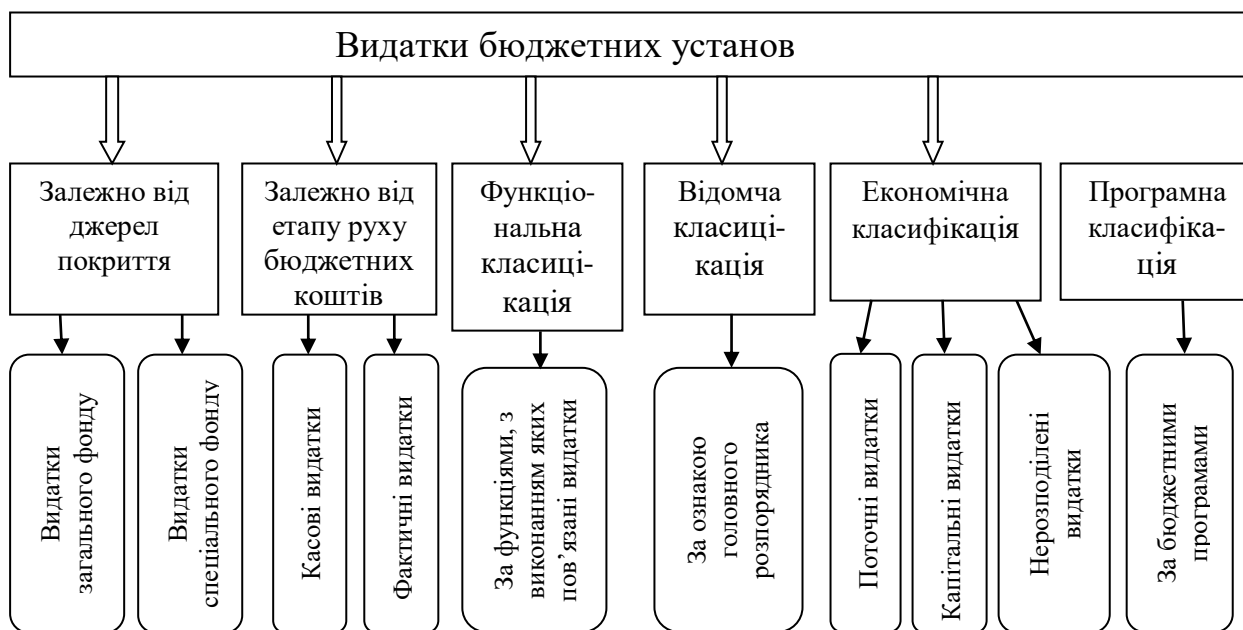 Видатки бюджетних установ
Залежно від
джерел
покриття
Залежно від
етапу руху
бюджетних
коштів
Функціо-
нальна
класиці-
кація
Відомча
класиці-
кація
Економічна
класифікація
Програмна
класифіка-
ція
Видатки
загального фонду
Видатки
спеціального фонду
Касові видатки
Фактичні видатки
За функціями, з
виконанням яких
пов’язані видатки
За ознакою
головного
розпорядника
Поточні видатки
Капітальні видатки
Нерозподілені
видатки
За бюджетними
програмами